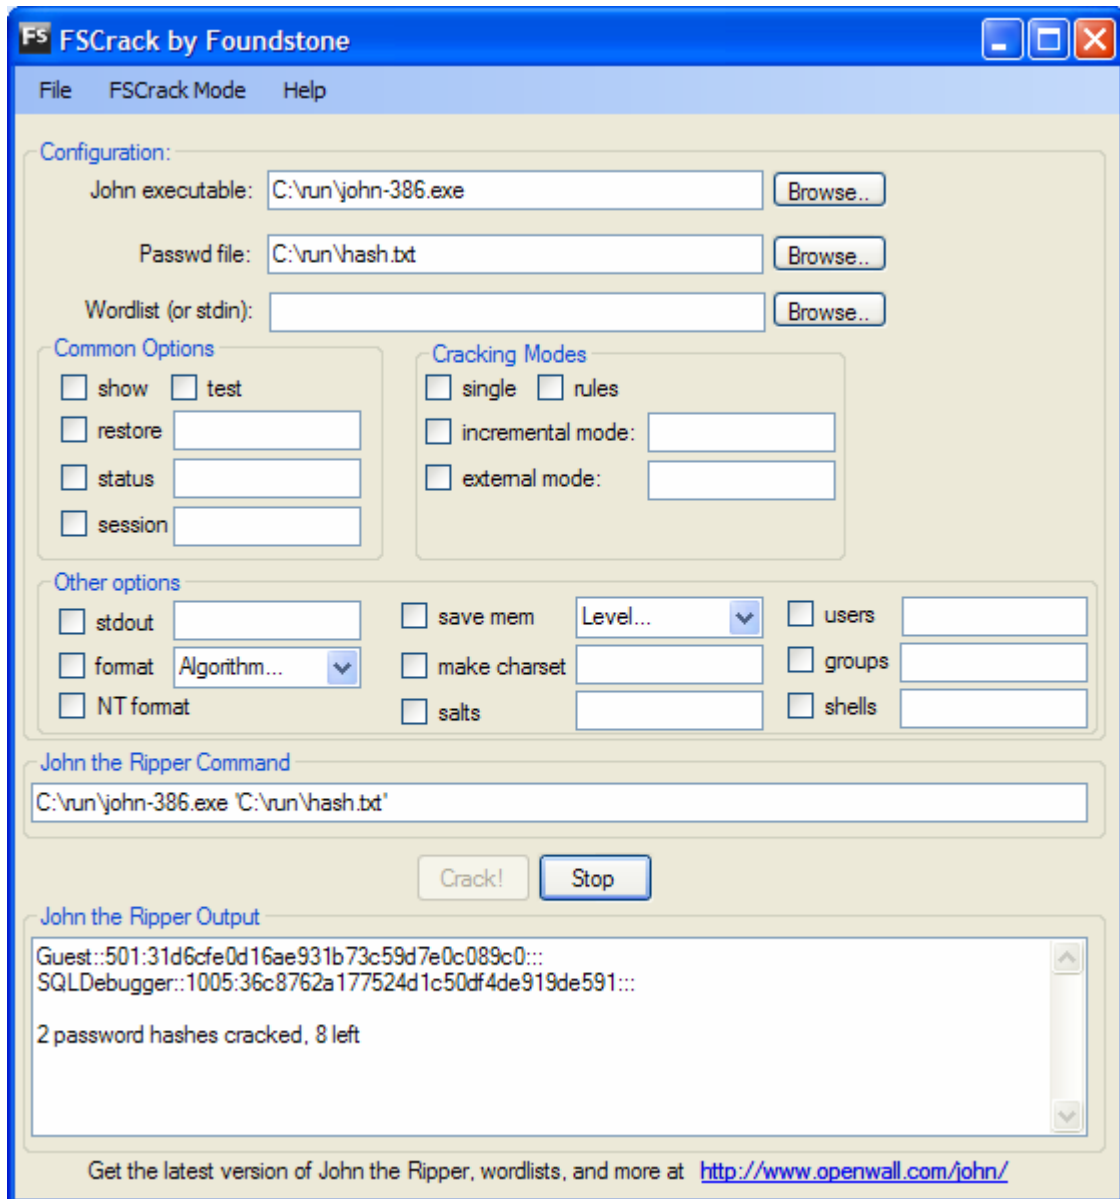 FS FSCrack by Foundstone
File FSCrack Mode Help
Configuration:
John executable: C:\run\john-386.exe Browse..
Passwd file: C:\run\hash.txt Browse..
Wordlist (or stdin): Browse..
Common Options
show test
restore
status
session
Cracking Modes
single rules
incremental mode:
external mode:
Other options
stdout
format Algorithm...
NT format
save mem Level...
make charset
salts
users
groups
shells
John the Ripper Command
C:\run\john-386.exe "C:\run\hash.txt"
Crack! Stop
John the Ripper Output
Guest::501:31d6cfe0d16ae931b73c59d7e0c089c0:::
SQLDebugger::1005:36c8762a177524d1c50df4de919de591:::
2 password hashes cracked, 8 left
Get the latest version of John the Ripper, wordlists, and more at http://www.openwall.com/john/